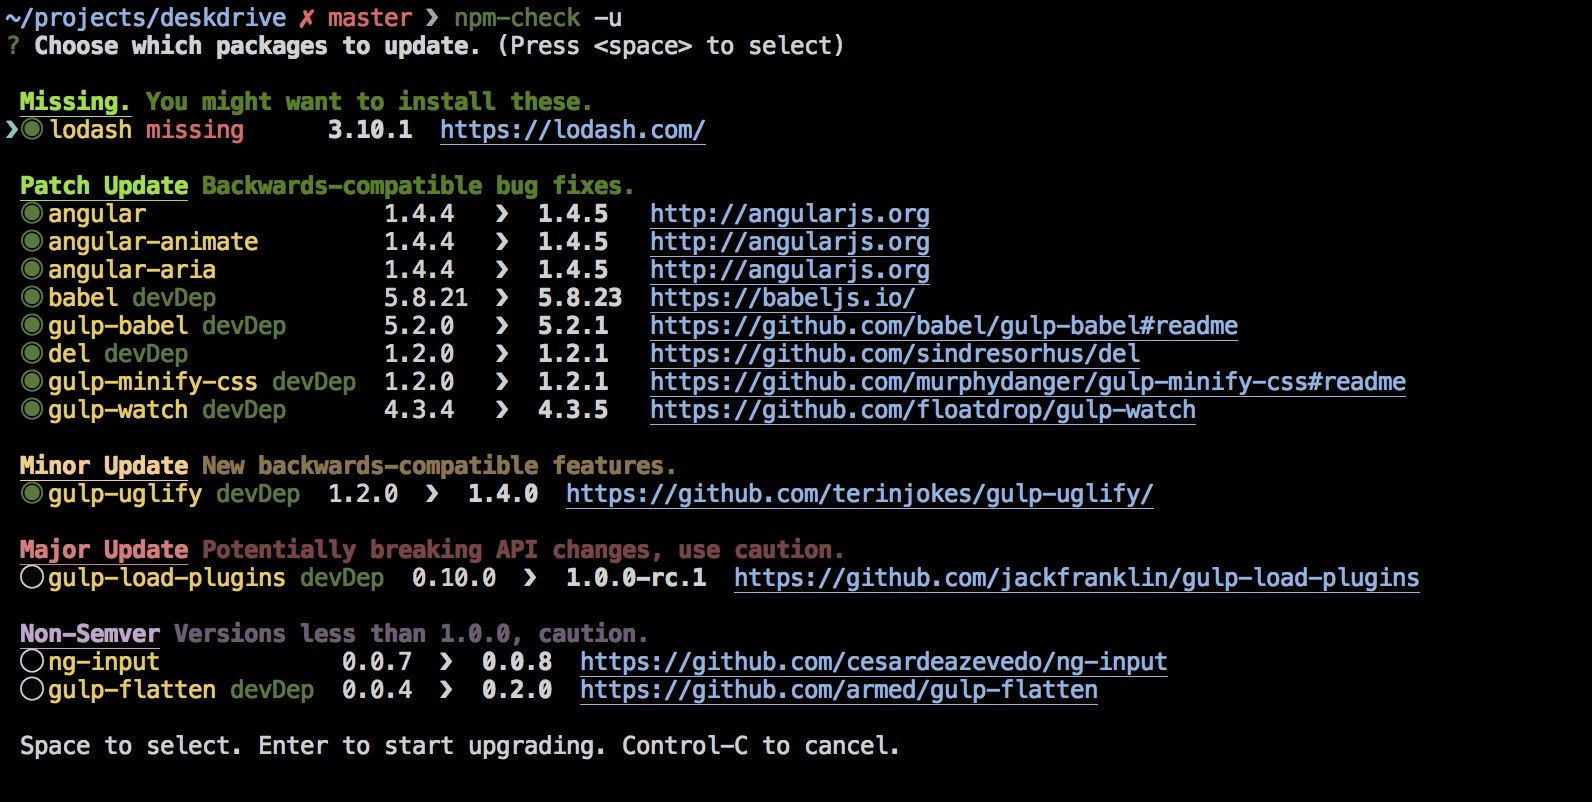 ~/projects/deskdrive ✗ master ❯ npm-check -u
? Choose which packages to update. (Press <space> to select)
Missing. You might want to install these.
❯◉ lodash missing 3.10.1 https://lodash.com/
Patch Update Backwards-compatible bug fixes.
◉ angular 1.4.4 ❯ 1.4.5 http://angularjs.org
◉ angular-animate 1.4.4 ❯ 1.4.5 http://angularjs.org
◉ angular-aria 1.4.4 ❯ 1.4.5 http://angularjs.org
◉ babel devDep 5.8.21 ❯ 5.8.23 https://babeljs.io/
◉ gulp-babel devDep 5.2.0 ❯ 5.2.1 https://github.com/babel/gulp-babel#readme
◉ del devDep 1.2.0 ❯ 1.2.1 https://github.com/sindresorhus/del
◉ gulp-minify-css devDep 1.2.0 ❯ 1.2.1 https://github.com/murphydanger/gulp-minify-css#readme
◉ gulp-watch devDep 4.3.4 ❯ 4.3.5 https://github.com/floatdrop/gulp-watch
Minor Update New backwards-compatible features.
◉ gulp-uglify devDep 1.2.0 ❯ 1.4.0 https://github.com/terinjokes/gulp-uglify/
Major Update Potentially breaking API changes, use caution.
◯ gulp-load-plugins devDep 0.10.0 ❯ 1.0.0-rc.1 https://github.com/jackfranklin/gulp-load-plugins
Non-Semver Versions less than 1.0.0, caution.
◯ ng-input 0.0.7 ❯ 0.0.8 https://github.com/cesardeazevedo/ng-input
◯ gulp-flatten devDep 0.0.4 ❯ 0.2.0 https://github.com/armed/gulp-flatten
Space to select. Enter to start upgrading. Control-C to cancel.